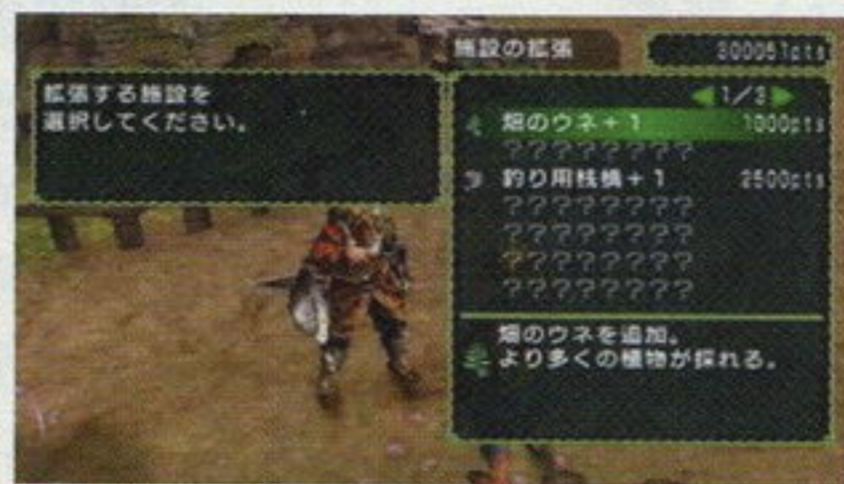 施設の拡張
300051pts
拡張する施設を
選択してください。
1/3
畑のウネ+1 1000pts
????????
釣り用桟橋+1 2500pts
????????
????????
????????
????????
畑のウネを追加。
より多くの植物が採れる。